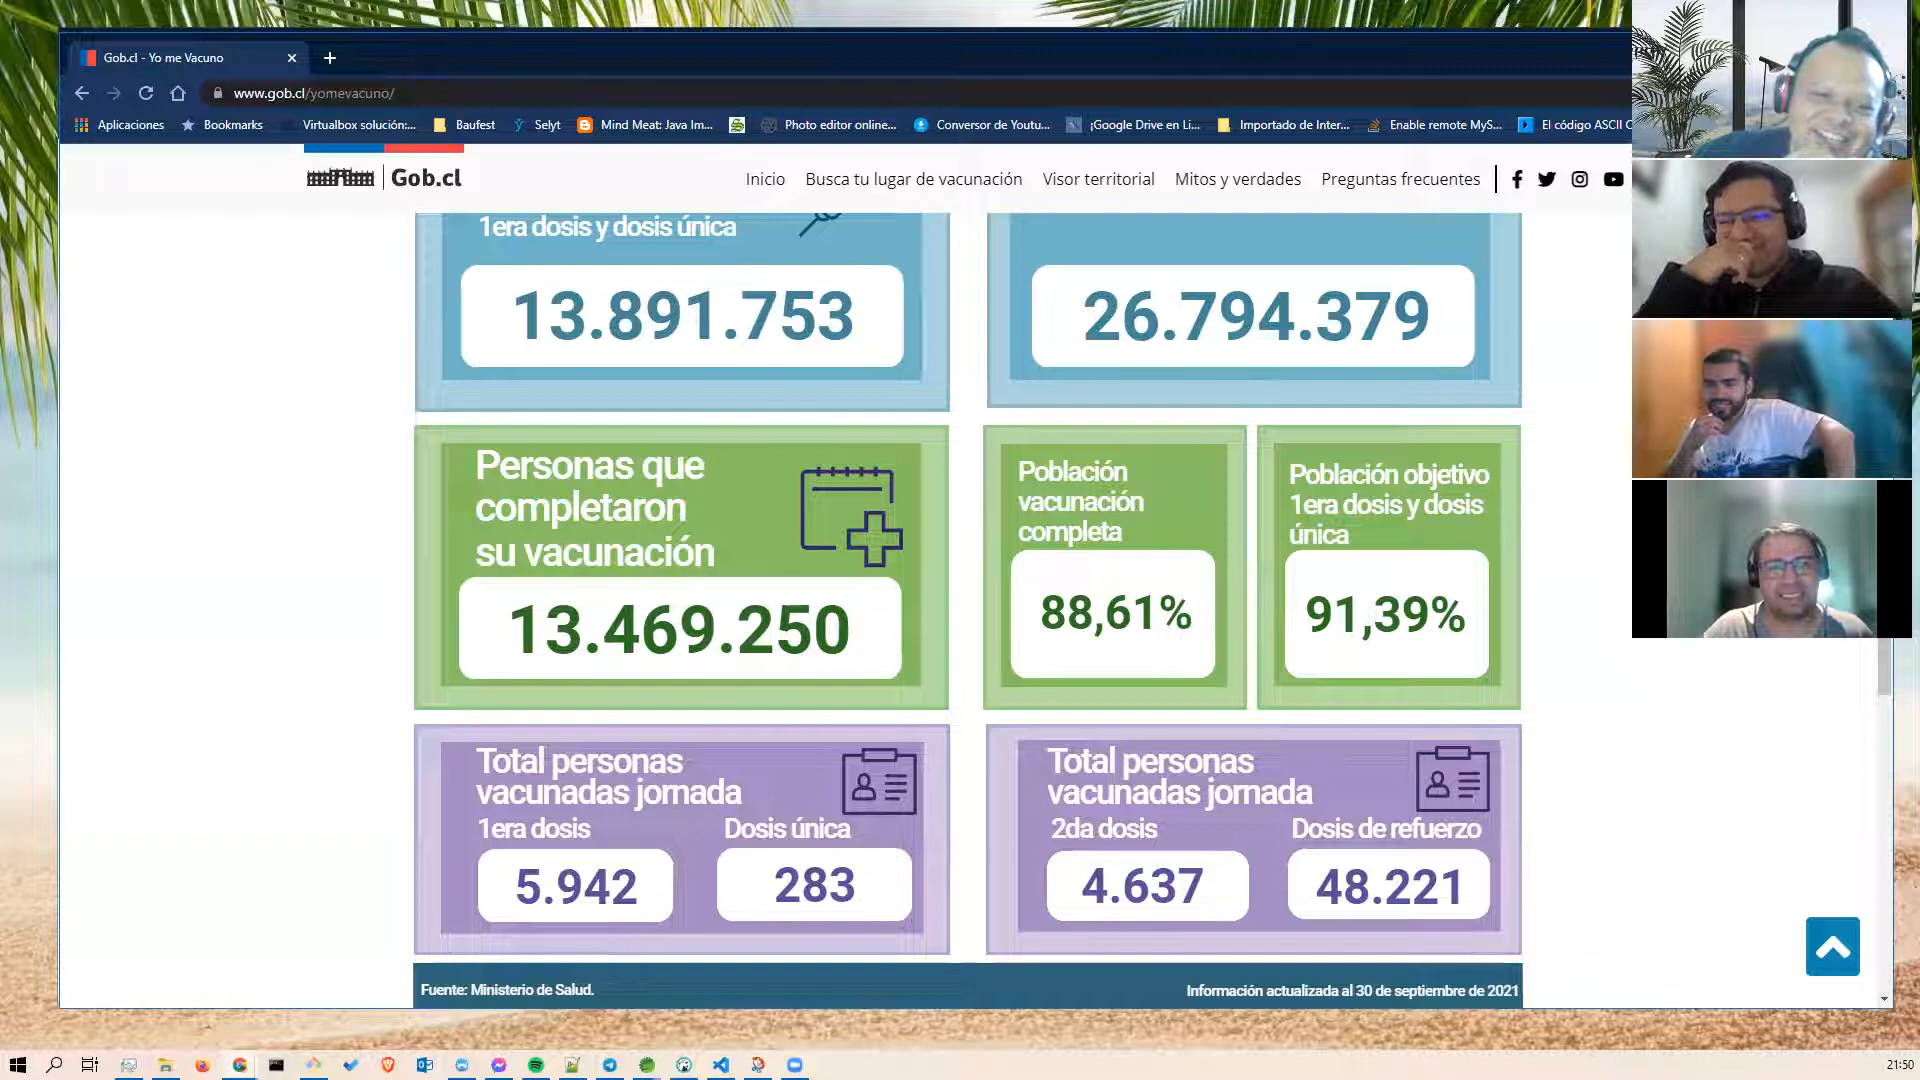 Gob.cl - Yo me Vacuno
www.gob.cl/yomevacuno/
Aplicaciones
Bookmarks
Virtualbox solución:...
Baufest
Selyt
Mind Meat: Java Im...
Photo editor online...
Conversor de Youtu...
¡Google Drive en Li...
Importado de Inter...
Enable remote MyS...
El código ASCII C
Gob.cl
Inicio
Busca tu lugar de vacunación
Visor territorial
Mitos y verdades
Preguntas frecuentes
1era dosis y dosis única
13.891.753
26.794.379
Personas que
completaron
su vacunación
13.469.250
Población
vacunación
completa
88,61%
Población objetivo
1era dosis y dosis
única
91,39%
Total personas
vacunadas jornada
1era dosis
Dosis única
5.942
283
Total personas
vacunadas jornada
2da dosis
Dosis de refuerzo
4.637
48.221
Fuente: Ministerio de Salud.
Información actualizada al 30 de septiembre de 2021
21:50